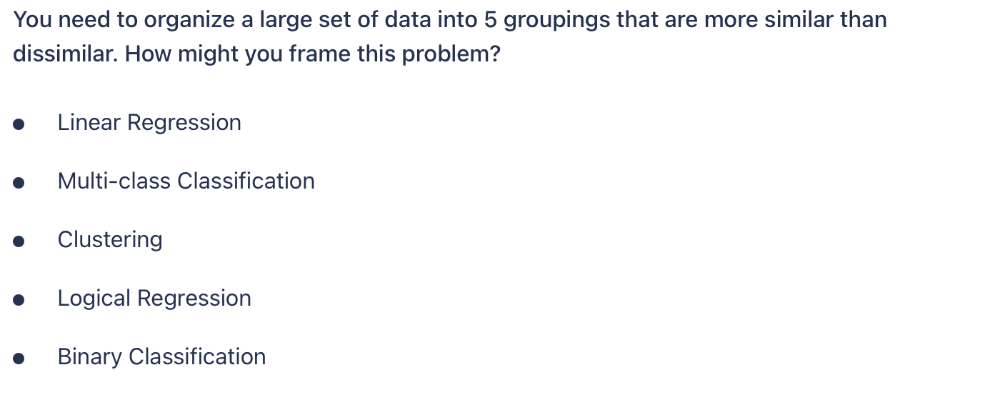 You need to organize a large set of data into 5 groupings that are more similar than
dissimilar. How might you frame this problem?
Linear Regression
Multi-class Classification
Clustering
Logical Regression
Binary Classification